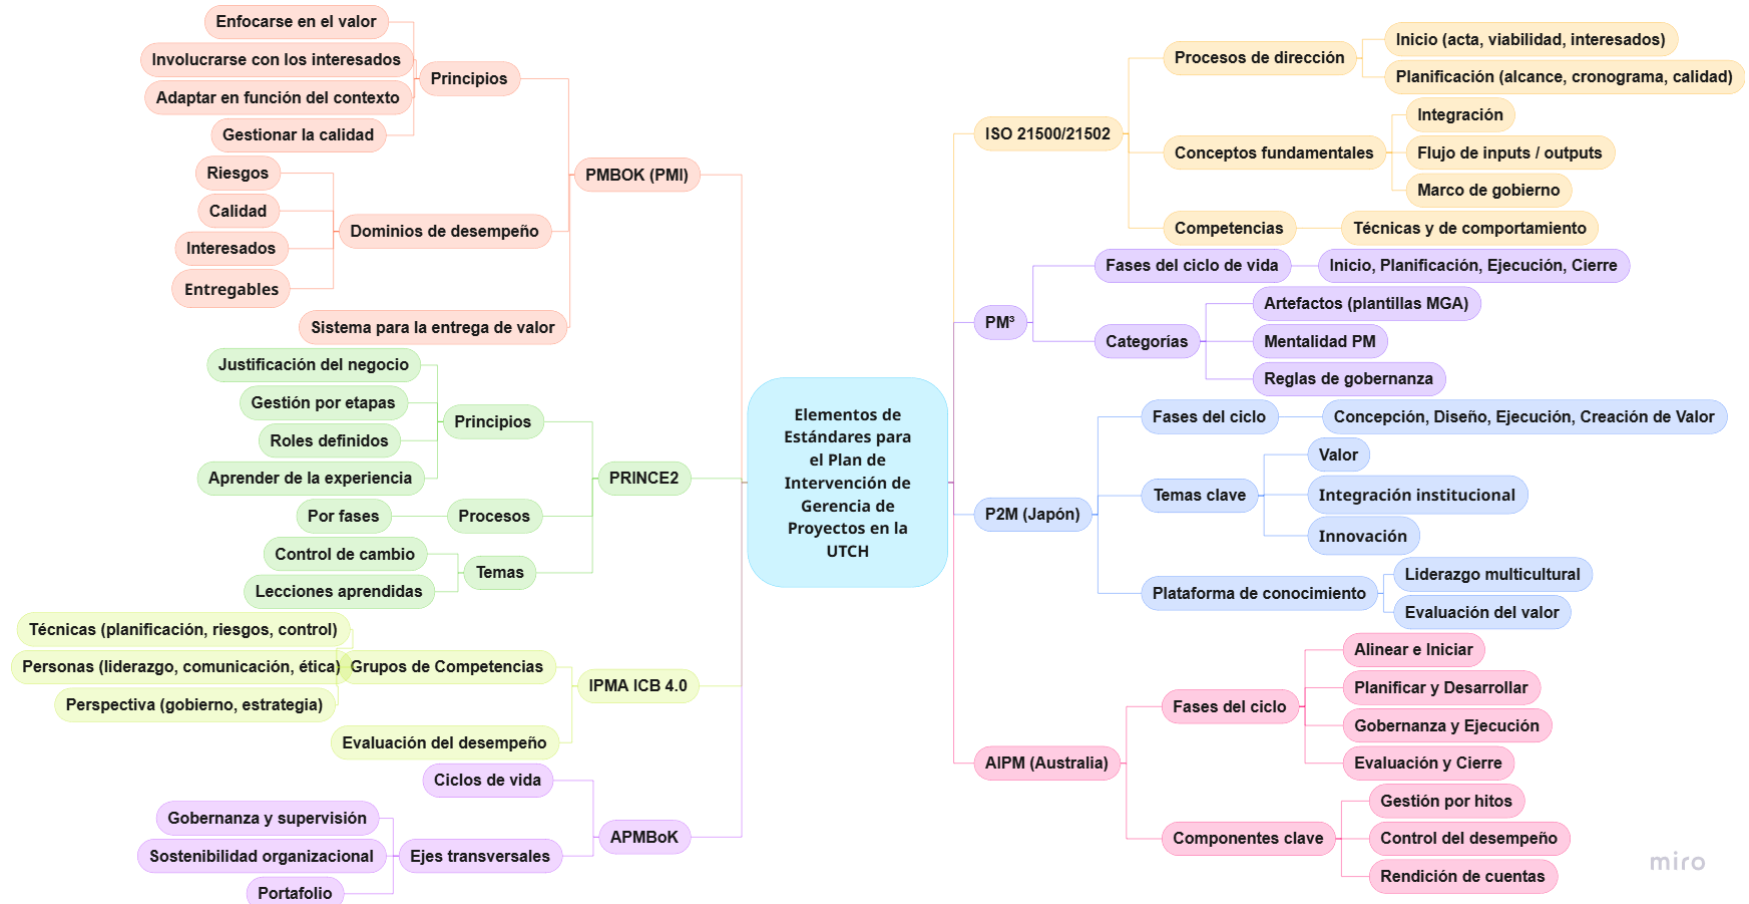 Enfocarse en el valor
Involucrarse con los interesados
Adaptar en función del contexto
Gestionar la calidad
Principios
Riesgos
Calidad
Interesados
Entregables
Dominios de desempeño
Sistema para la entrega de valor
PMBOK (PMI)
Justificación del negocio
Gestión por etapas
Roles definidos
Aprender de la experiencia
Principios
Por fases
Procesos
Control de cambio
Lecciones aprendidas
Temas
PRINCE2
Técnicas (planificación, riesgos, control)
Personas (liderazgo, comunicación, ética)
Perspectiva (gobierno, estrategia)
Grupos de Competencias
Evaluación del desempeño
IPMA ICB 4.0
Ciclos de vida
Gobernanza y supervisión
Sostenibilidad organizacional
Portafolio
Ejes transversales
APMBoK
Elementos de
Estándares para
el Plan de
Intervención de
Gerencia de
Proyectos en la
UTCH
ISO 21500/21502
Procesos de dirección
Inicio (acta, viabilidad, interesados)
Planificación (alcance, cronograma, calidad)
Conceptos fundamentales
Integración
Flujo de inputs / outputs
Marco de gobierno
Competencias
Técnicas y de comportamiento
PM³
Fases del ciclo de vida
Inicio, Planificación, Ejecución, Cierre
Categorías
Artefactos (plantillas MGA)
Mentalidad PM
Reglas de gobernanza
P2M (Japón)
Fases del ciclo
Concepción, Diseño, Ejecución, Creación de Valor
Temas clave
Valor
Integración institucional
Innovación
Plataforma de conocimiento
Liderazgo multicultural
Evaluación del valor
AIPM (Australia)
Fases del ciclo
Alinear e Iniciar
Planificar y Desarrollar
Gobernanza y Ejecución
Evaluación y Cierre
Componentes clave
Gestión por hitos
Control del desempeño
Rendición de cuentas
miro